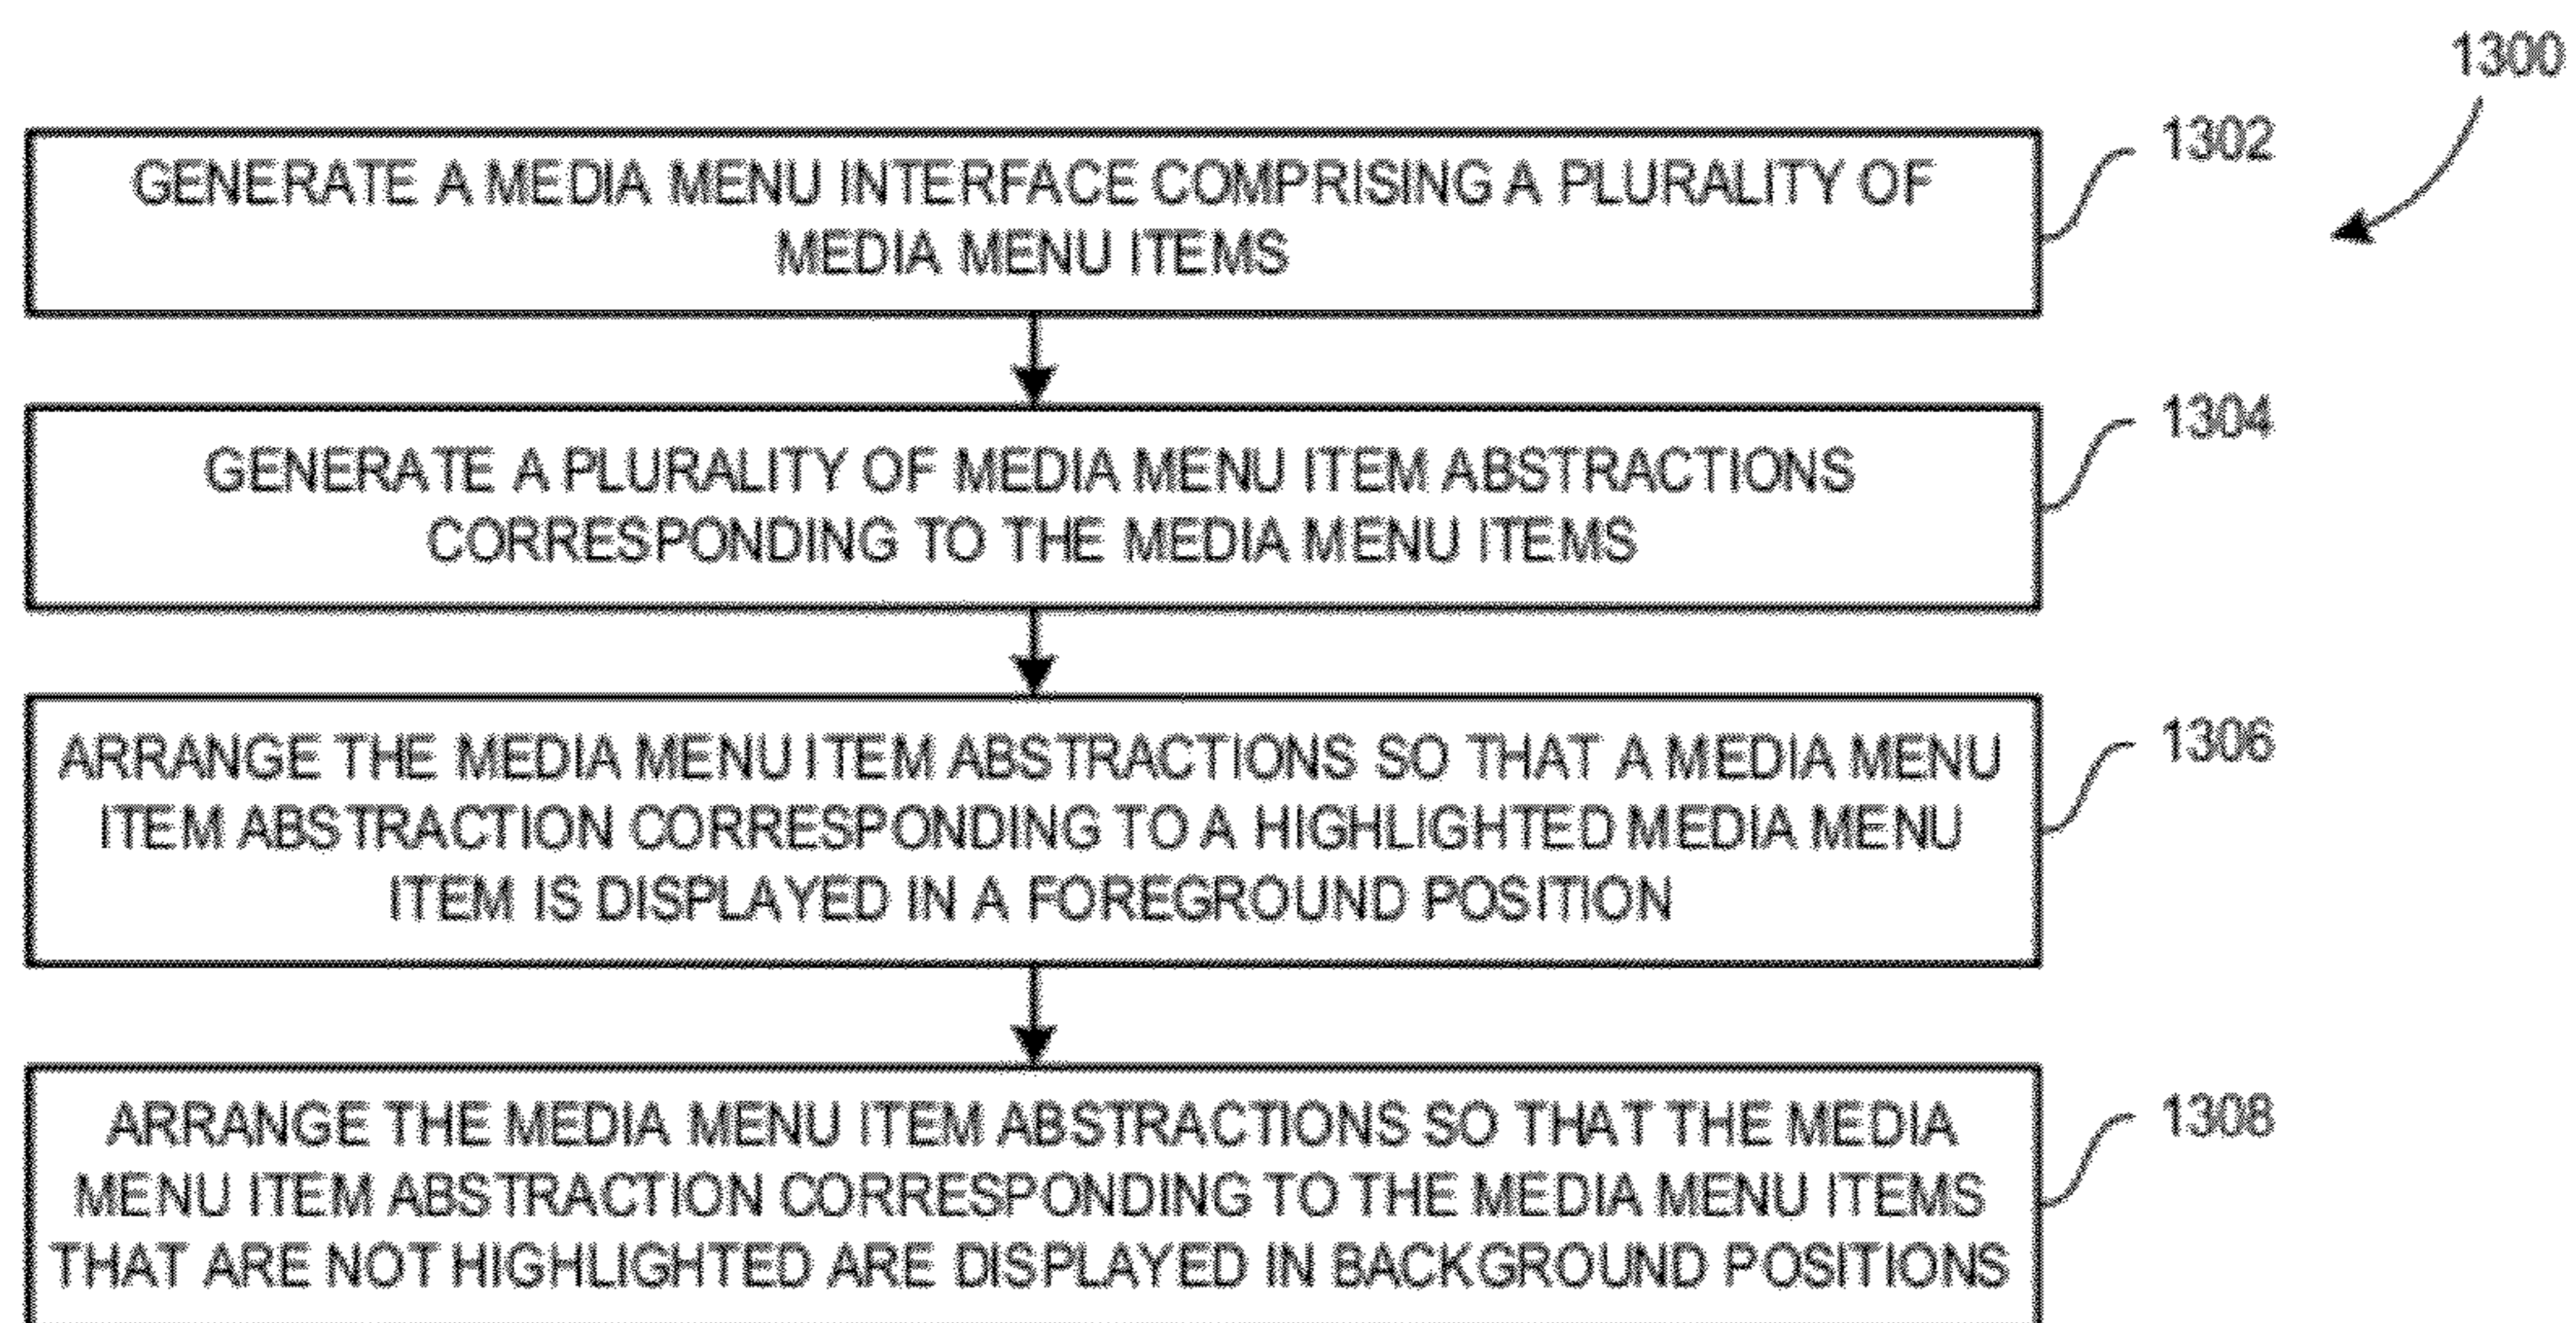 1300
1302
GENERATE A MEDIA MENU INTERFACE COMPRISING A PLURALITY OF
MEDIA MENU ITEMS
1304
GENERATE A PLURALITY OF MEDIA MENU ITEM ABSTRACTIONS
CORRESPONDING TO THE MEDIA MENU ITEMS
1306
ARRANGE THE MEDIA MENU ITEM ABSTRACTIONS SO THAT A MEDIA MENU
ITEM ABSTRACTION CORRESPONDING TO A HIGHLIGHTED MEDIA MENU
ITEM IS DISPLAYED IN A FOREGROUND POSITION
1308
ARRANGE THE MEDIA MENU ITEM ABSTRACTIONS SO THAT THE MEDIA
MENU ITEM ABSTRACTION CORRESPONDING TO THE MEDIA MENU ITEMS
THAT ARE NOT HIGHLIGHTED ARE DISPLAYED IN BACKGROUND POSITIONS